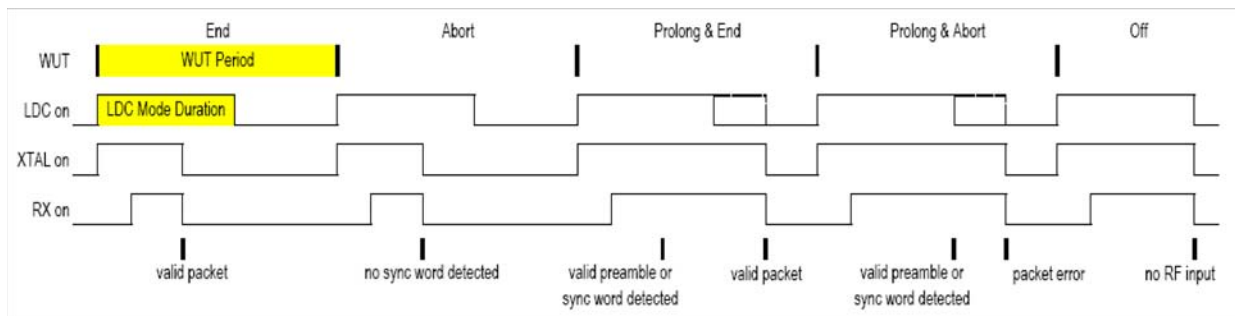 End Abort Prolong & End Prolong & Abort Off
WUT WUT Period
LDC on LDC Mode Duration
XTAL on
RX on
valid packet no sync word detected valid preamble or valid packet valid preamble or packet error no RF input
sync word detected sync word detected